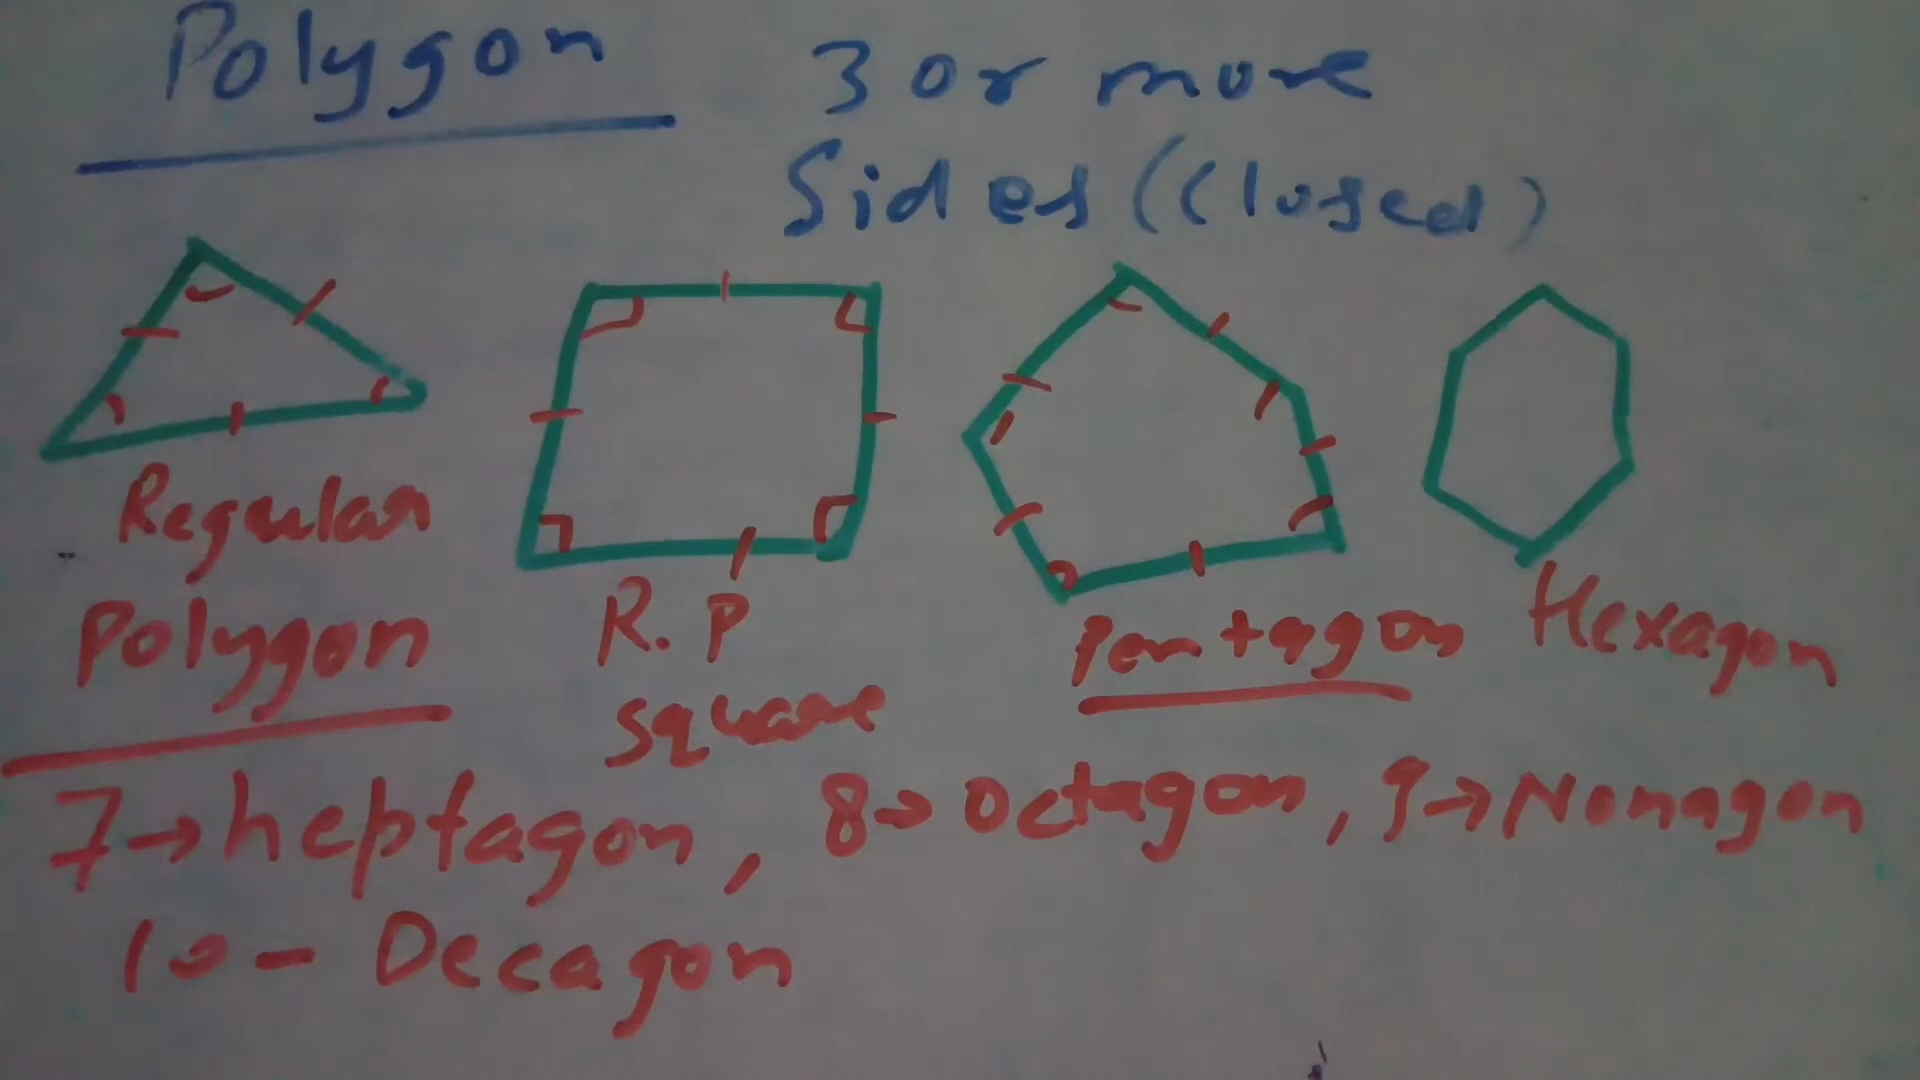 Polygon
3 or more
Sides (Closed)
Regular
Polygon
R.P
square
Pentagon
Hexagon
7→heptagon, 8→Octagon, 9→Nonagon
10 - Decagon